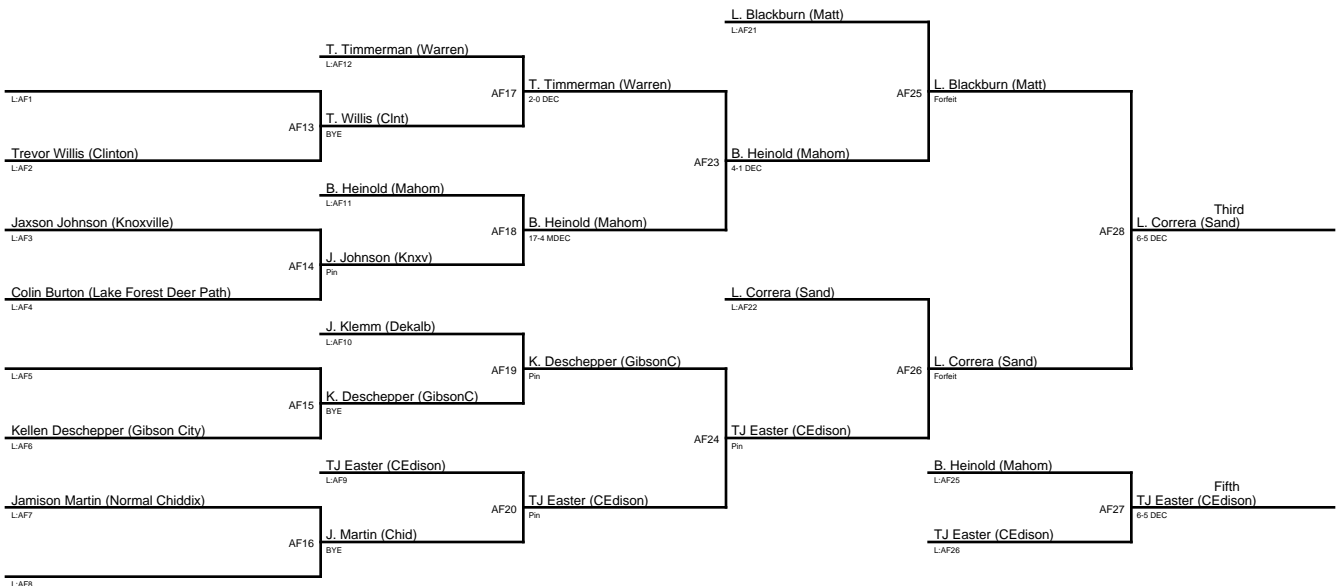 L. Blackburn (Matt)
L:AF21
T. Timmerman (Warren)
L:AF12
AF17
T. Timmerman (Warren)
2-0 DEC
AF25
L. Blackburn (Matt)
Forfeit
L:AF1
AF13
T. Willis (Clnt)
BYE
Trevor Willis (Clinton)
L:AF2
AF23
B. Heinold (Mahom)
4-1 DEC
B. Heinold (Mahom)
L:AF11
Jaxson Johnson (Knoxville)
L:AF3
AF18
B. Heinold (Mahom)
17-4 MDEC
AF28
Third
L. Correra (Sand)
6-5 DEC
AF14
J. Johnson (Knxv)
Pin
Colin Burton (Lake Forest Deer Path)
L:AF4
L. Correra (Sand)
L:AF22
J. Klemm (Dekalb)
L:AF10
L:AF5
AF19
K. Deschepper (GibsonC)
Pin
AF26
L. Correra (Sand)
Forfeit
AF15
K. Deschepper (GibsonC)
BYE
Kellen Deschepper (Gibson City)
L:AF6
AF24
TJ Easter (CEdison)
Pin
TJ Easter (CEdison)
L:AF9
B. Heinold (Mahom)
L:AF25
Jamison Martin (Normal Chiddix)
L:AF7
AF20
TJ Easter (CEdison)
Pin
AF27
Fifth
TJ Easter (CEdison)
6-5 DEC
AF16
J. Martin (Chid)
BYE
TJ Easter (CEdison)
L:AF26
L:AF8